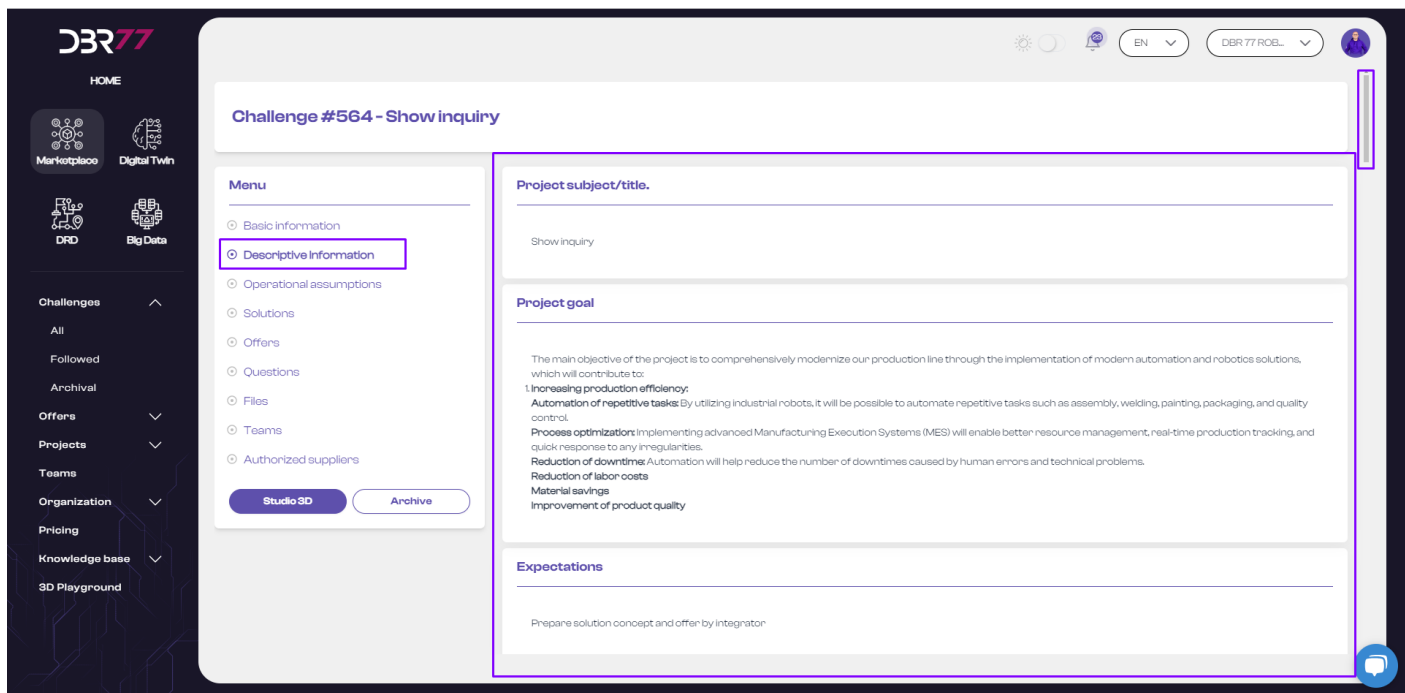 DBR77
HOME
Marketplace
Digital Twin
DRD
Big Data
Challenges
All
Followed
Archival
Offers
Projects
Teams
Organization
Pricing
Knowledge base
3D Playground
23
EN
DBR 77 ROB...
Challenge #564 - Show inquiry
Menu
Basic information
Descriptive information
Operational assumptions
Solutions
Offers
Questions
Files
Teams
Authorized suppliers
Studio 3D
Archive
Project subject/title.
Show inquiry
Project goal
The main objective of the project is to comprehensively modernize our production line through the implementation of modern automation and robotics solutions,
which will contribute to:
1. Increasing production efficiency:
Automation of repetitive tasks: By utilizing industrial robots, it will be possible to automate repetitive tasks such as assembly, welding, painting, packaging, and quality
control.
Process optimization: Implementing advanced Manufacturing Execution Systems (MES) will enable better resource management, real-time production tracking, and
quick response to any irregularities.
Reduction of downtime: Automation will help reduce the number of downtimes caused by human errors and technical problems.
Reduction of labor costs
Material savings
Improvement of product quality
Expectations
Prepare solution concept and offer by integrator